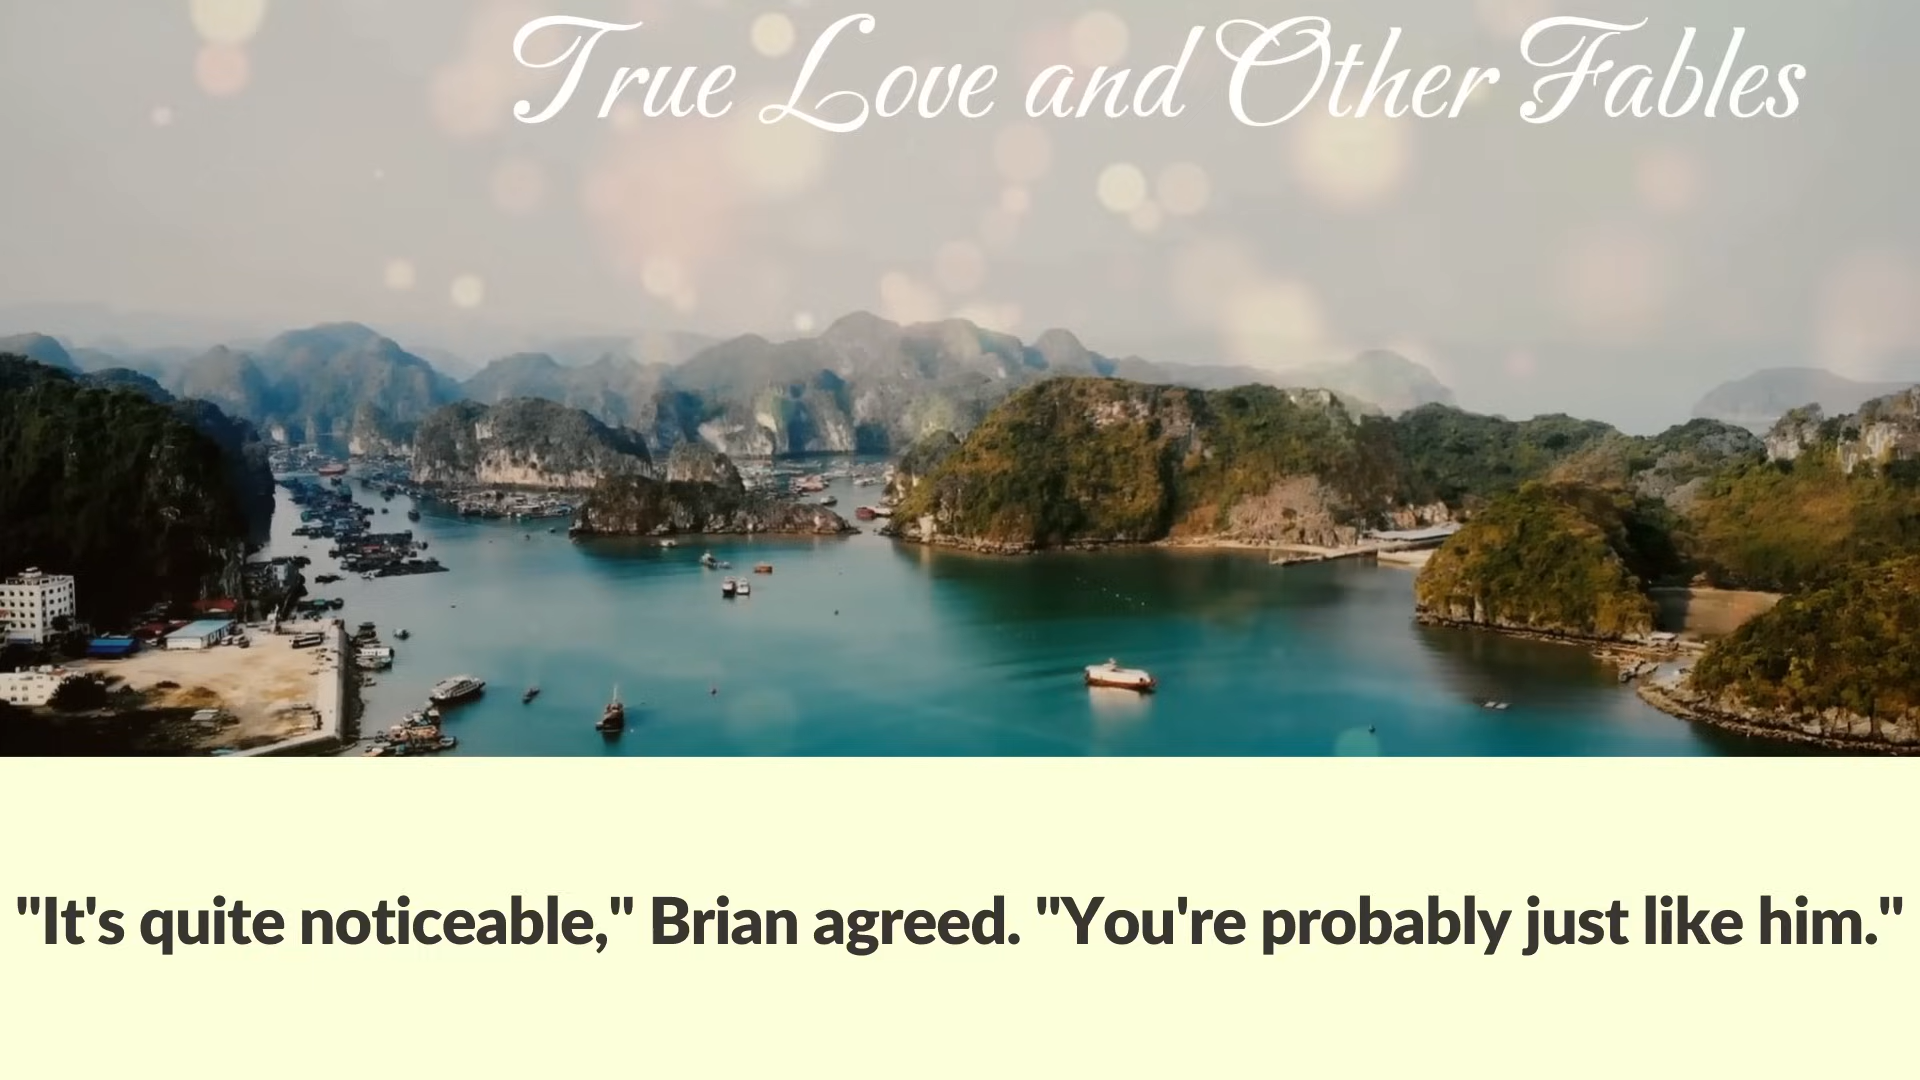 True Love and Other Fables
"It's quite noticeable," Brian agreed. "You're probably just like him."